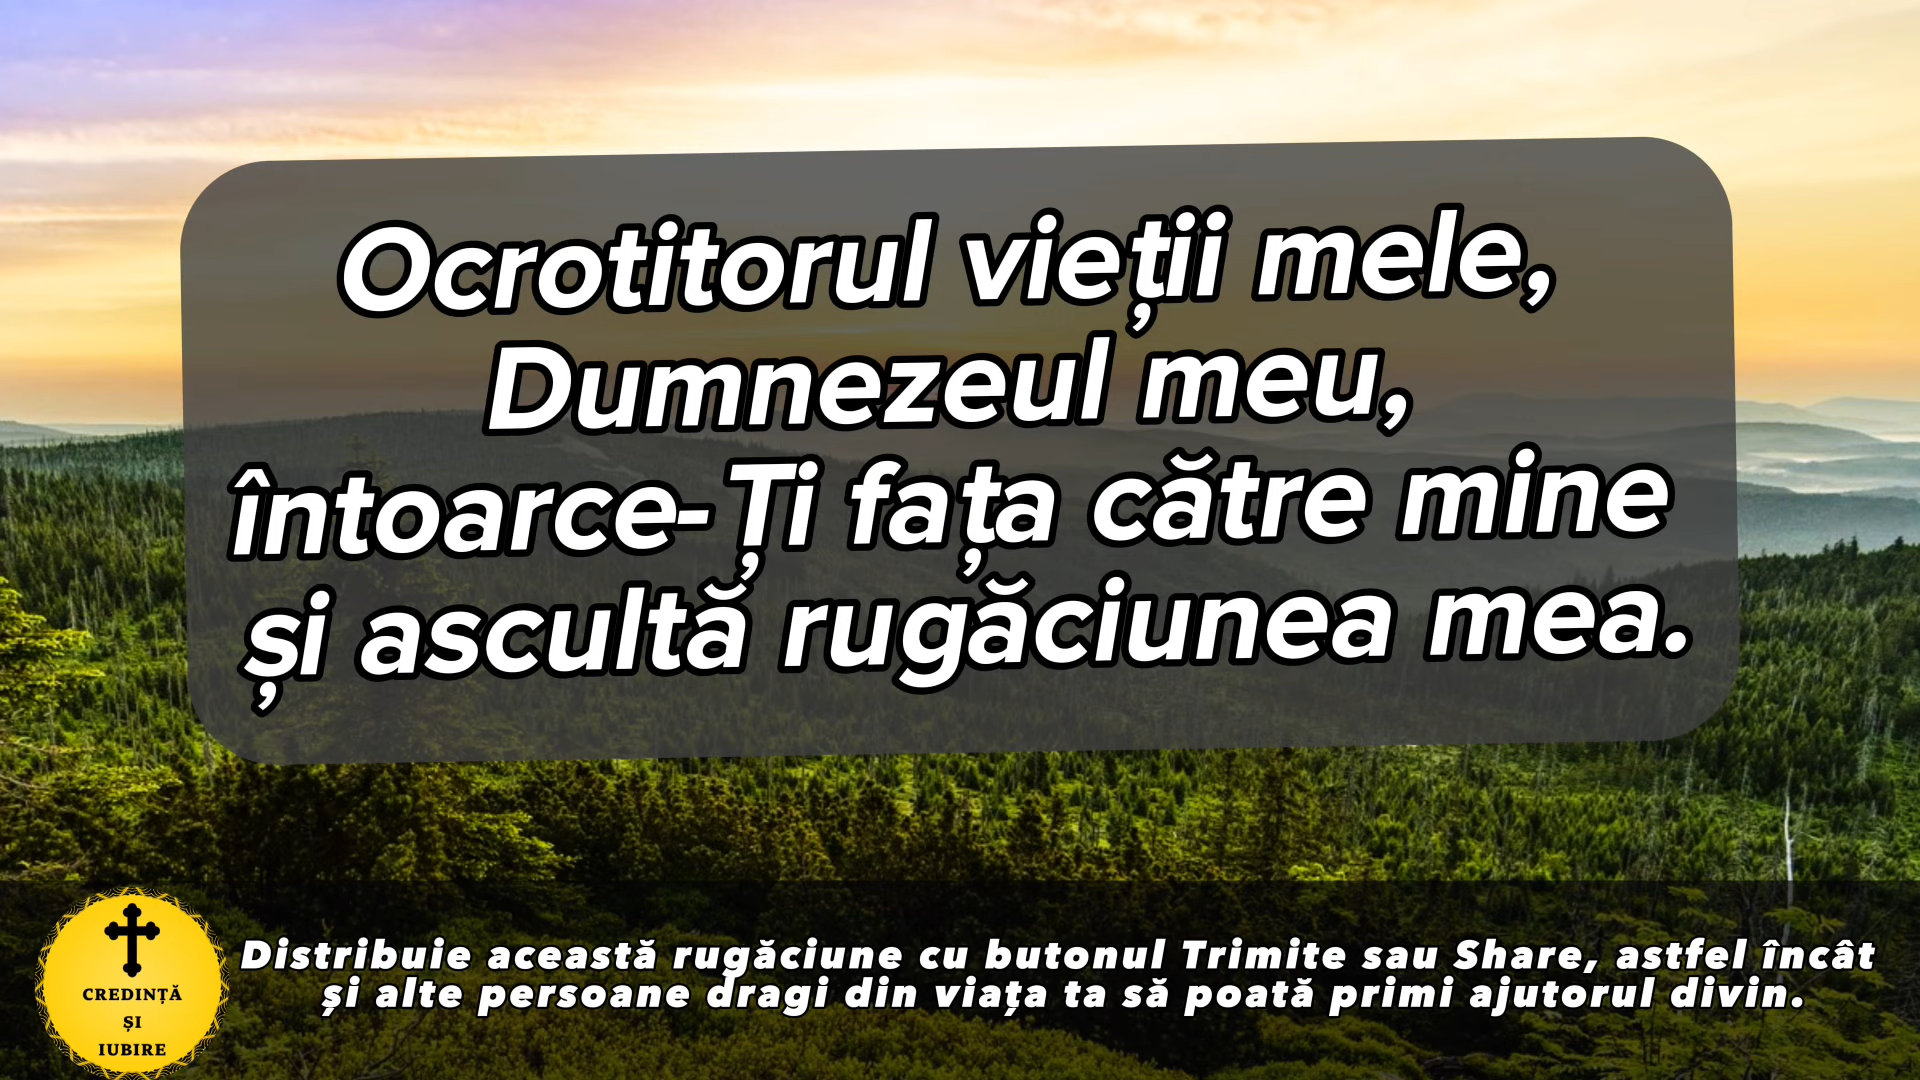 Ocrotitorul vieții mele,
Dumnezeul meu,
întoarce-Ți fața către mine
și ascultă rugăciunea mea.
CREDINȚĂ
ȘI
IUBIRE
Distribuie această rugăciune cu butonul Trimite sau Share, astfel încât
și alte persoane dragi din viața ta să poată primi ajutorul divin.